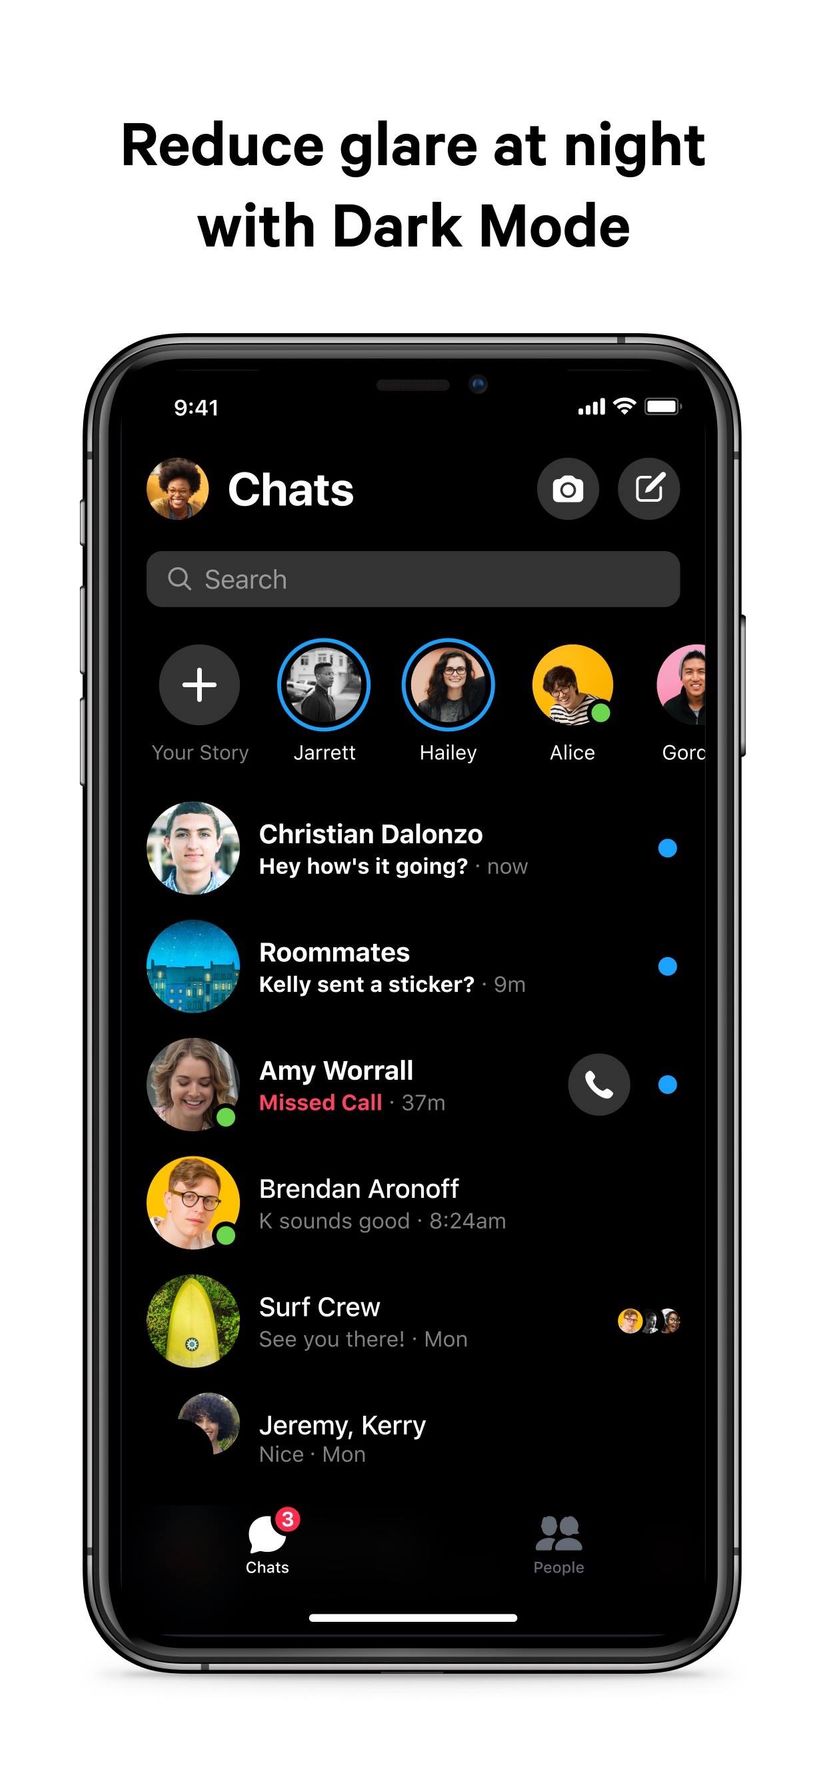 Reduce glare at night
with Dark Mode
9:41
Chats
Search
Your Story
Jarrett
Hailey
Alice
Gord
Christian Dalonzo
Hey how's it going? · now
Roommates
Kelly sent a sticker? · 9m
Amy Worrall
Missed Call · 37m
Brendan Aronoff
K sounds good · 8:24am
Surf Crew
See you there! · Mon
Jeremy, Kerry
Nice · Mon
3
Chats
People